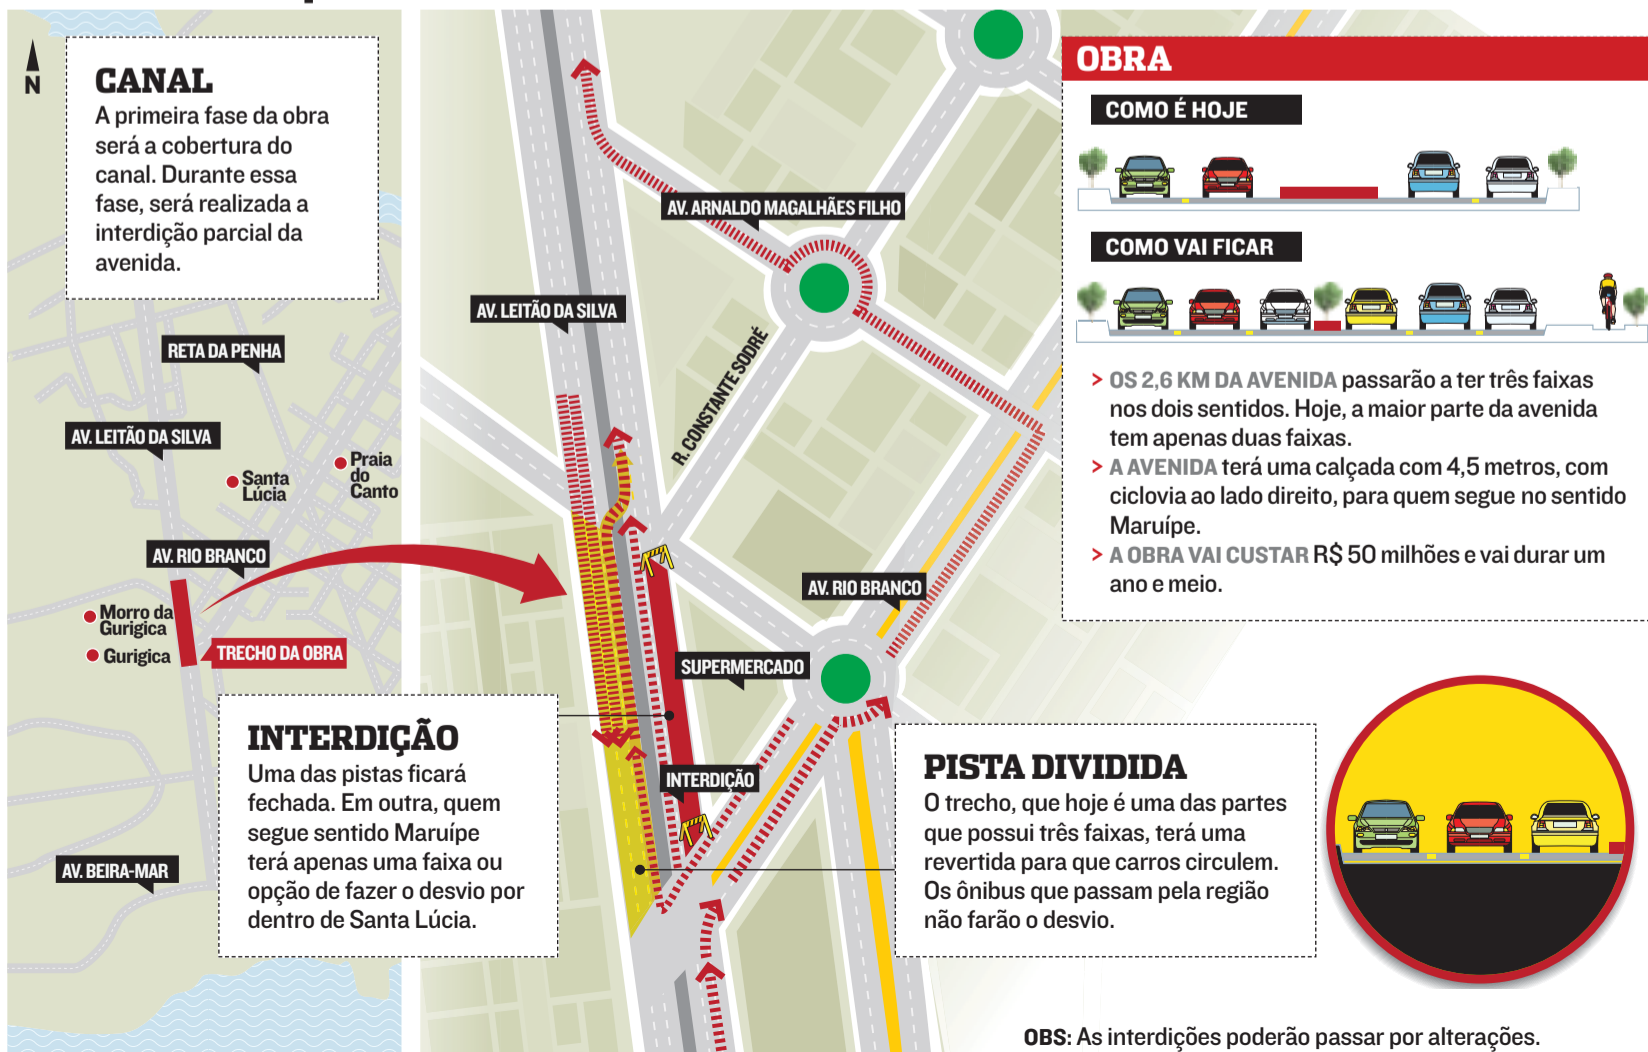 N
CANAL
A primeira fase da obra
será a cobertura do
canal. Durante essa
fase, será realizada a
interdição parcial da
avenida.
RETA DA PENHA
AV. LEITÃO DA SILVA
Santa
Lúcia
Praia
do
Canto
AV. RIO BRANCO
Morro da
Gurigica
Gurigica
TRECHO DA OBRA
AV. BEIRA-MAR
INTERDIÇÃO
Uma das pistas ficará
fechada. Em outra, quem
segue sentido Maruípe
terá apenas uma faixa ou
opção de fazer o desvio por
dentro de Santa Lúcia.
AV. ARNALDO MAGALHÃES FILHO
AV. LEITÃO DA SILVA
R. CONSTANTE SODRÉ
AV. RIO BRANCO
SUPERMERCADO
INTERDIÇÃO
OBRA
COMO É HOJE
COMO VAI FICAR
> OS 2,6 KM DA AVENIDA passarão a ter três faixas
nos dois sentidos. Hoje, a maior parte da avenida
tem apenas duas faixas.
> A AVENIDA terá uma calçada com 4,5 metros, com
ciclovia ao lado direito, para quem segue no sentido
Maruípe.
> A OBRA VAI CUSTAR R$ 50 milhões e vai durar um
ano e meio.
PISTA DIVIDIDA
O trecho, que hoje é uma das partes
que possui três faixas, terá uma
revertida para que carros circulem.
Os ônibus que passam pela região
não farão o desvio.
OBS: As interdições poderão passar por alterações.